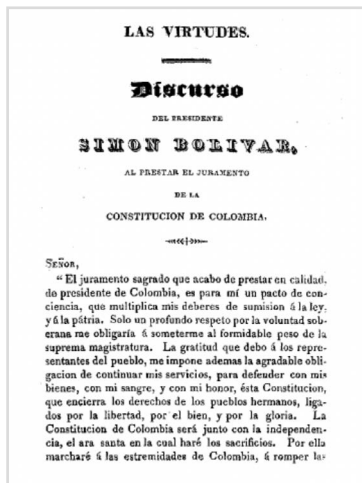 LAS VIRTUDES.
Discurso
DEL PRESIDENTE
SIMON BOLIVAR,
AL PRESTAR EL JURAMENTO
DE LA
CONSTITUCION DE COLOMBIA.
SEÑOR,
“El juramento sagrado que acabo de prestar en calidad.
de presidente de Colombia, es para mí un pacto de con-
ciencia, que multiplica mis deberes de sumision á la ley.
y á la pátria. Solo un profundo respeto por la voluntad sob-
erana me obligaría á someterme al formidable peso de la
suprema magistratura. La gratitud que debo á los repre-
sentantes del pueblo, me impone ademas la agradable obli-
gacion de continuar mis servicios, para defender con mis
bienes, con mi sangre, y con mi honor, ésta Constitucion,
que encierra los derechos de los pueblos hermanos, liga-
dos por la libertad, por el bien, y por la gloria. La
Constitucion de Colombia será junto con la independen-
cia, el ara santa en la cual haré los sacrificios. Por ella
marcharé á las estremidades de Colombia, á romper las